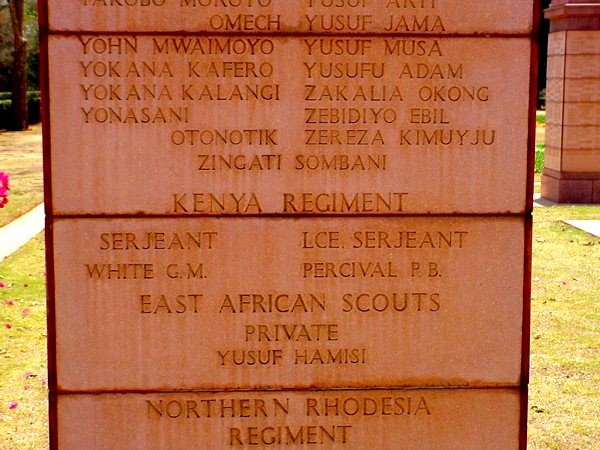 YUSUF
OMECH YUSUF JAMA
YOHN MWAIMOYO YUSUF MUSA
YOKANA KAFERO YUSUFU ADAM
YOKANA KALANGI ZAKALIA OKONG
YONASANI ZEBIDIYO EBIL
OTONOTIK ZEREZA KIMUYJU
ZINGATI SOMBANI
KENYA REGIMENT
SERJEANT LCE. SERJEANT
WHITE G.M. PERCIVAL P.B.
EAST AFRICAN SCOUTS
PRIVATE
YUSUF HAMISI
NORTHERN RHODESIA
REGIMENT